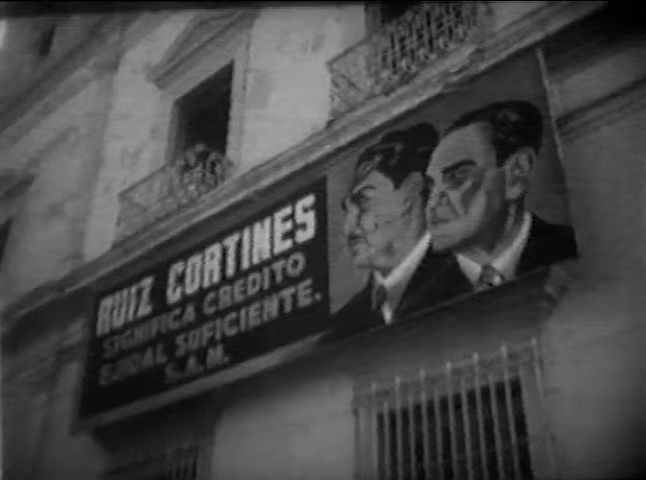 RUIZ CORTINES
SIGNIFICA CREDITO
EJIDAL SUFICIENTE.
S.A.M.